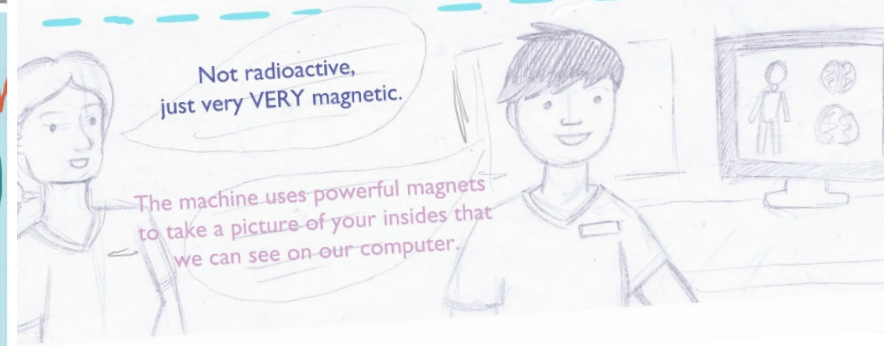 Not radioactive,
just very VERY magnetic.
The machine uses powerful magnets
to take a picture of your insides that
we can see on our computer.